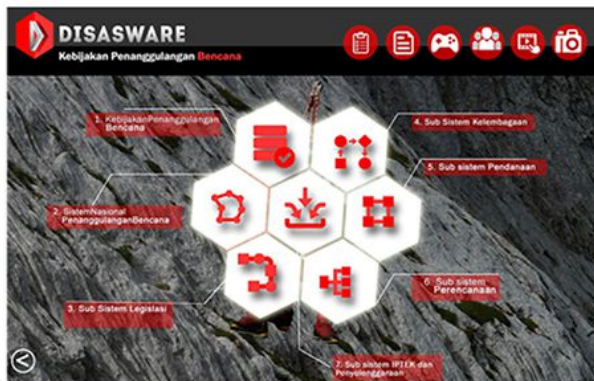 DISASWARE
Kebijakan Penanggulangan Bencana
1. KebijakanPenanggulangan
Bencana
2. SistemNasional
PenanggulanganBencana
3. Sub Sistem Legislasi
4. Sub Sistem Kelembagaan
5. Sub sistem Pendanaan
6. Sub sistem
Perencanaan
7. Sub sistem IPTEK dan
Penyelenggaraan